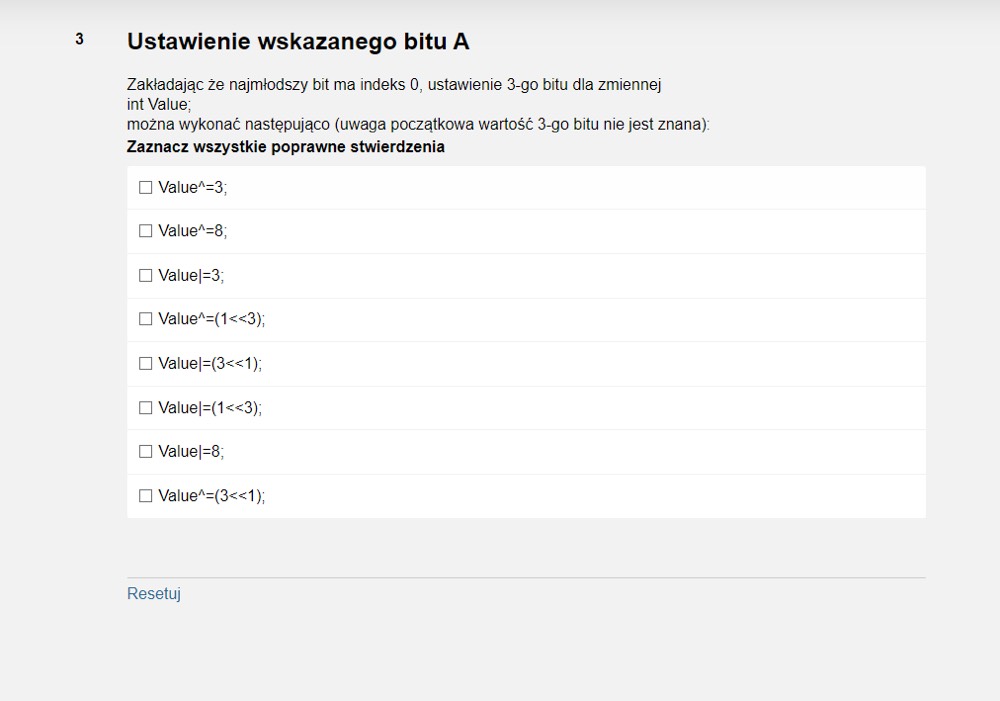 3
Ustawienie wskazanego bitu A
Zakładając że najmłodszy bit ma indeks 0, ustawienie 3-go bitu dla zmiennej
int Value;
można wykonać następująco (uwaga początkowa wartość 3-go bitu nie jest znana):
Zaznacz wszystkie poprawne stwierdzenia
Value^=3;
Value^=8;
Value|=3;
Value^=(1<<3);
Value|=(3<<1);
Value|=(1<<3);
Value|=8;
Value^=(3<<1);
Resetuj